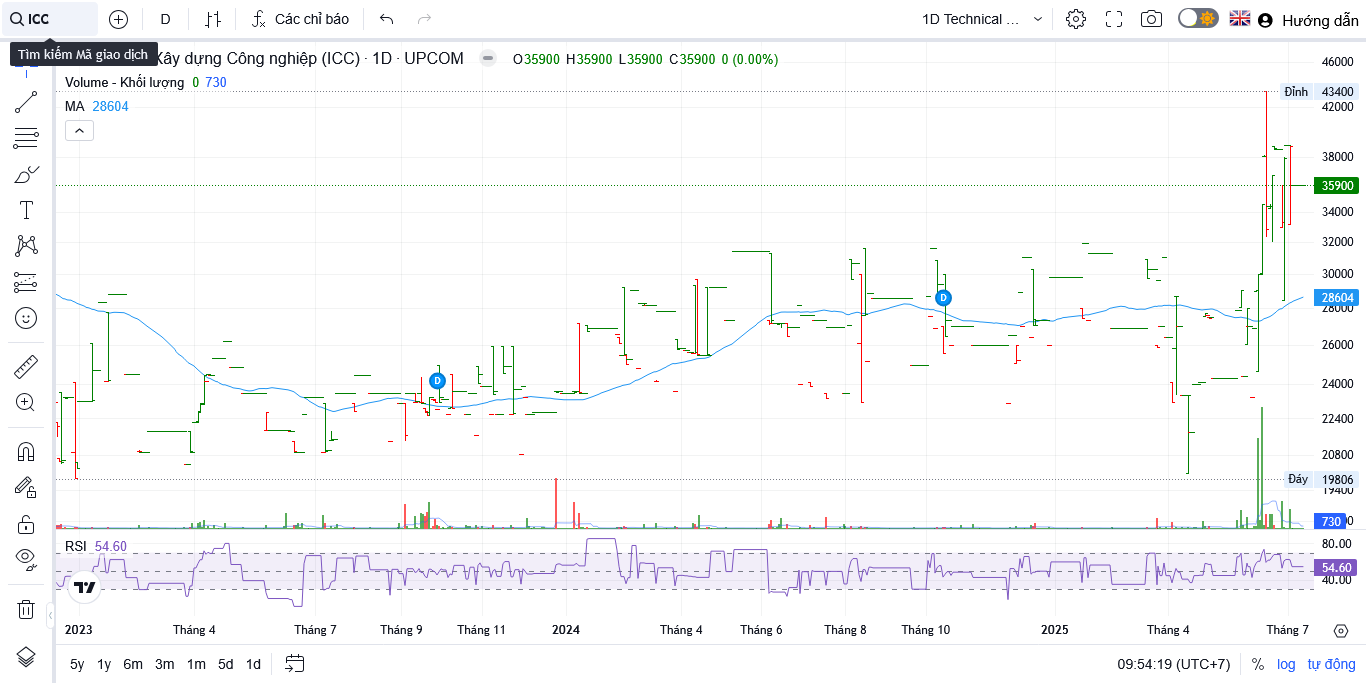 ICC
D
Các chỉ báo
1D Technical ...
Hướng dẫn
Tìm kiếm Mã giao dịch
Xây dựng Công nghiệp (ICC) · 1D · UPCOM
O35900 H35900 L35900 C35900 0 (0.00%)
Volume - Khối lượng 0 730
MA 28604
46000
Đỉnh 43400
42000
38000
35900
34000
32000
30000
28604
28000
26000
24000
22400
20800
Đáy 19806
19400
730
D
D
RSI 54.60
80.00
54.60
40.00
2023 Tháng 4 Tháng 7 Tháng 9 Tháng 11 2024 Tháng 4 Tháng 6 Tháng 8 Tháng 10 2025 Tháng 4 Tháng 7
5y 1y 6m 3m 1m 5d 1d
09:54:19 (UTC+7) % log tự động